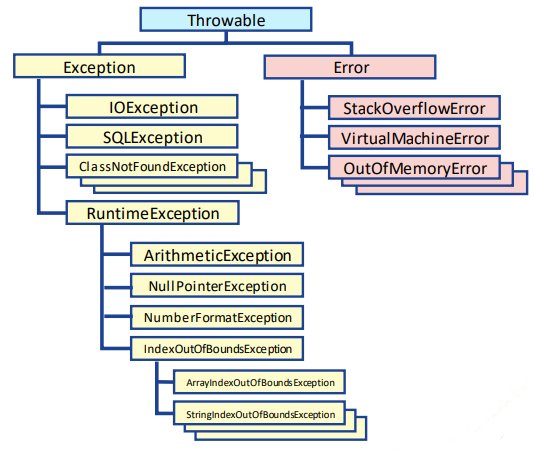 Throwable
Exception
Error
IOException
SQLException
ClassNotFoundException
RuntimeException
StackOverflowError
VirtualMachineError
OutOfMemoryError
ArithmeticException
NullPointerException
NumberFormatException
IndexOutOfBoundsException
ArrayIndexOutOfBoundsException
StringIndexOutOfBoundsException